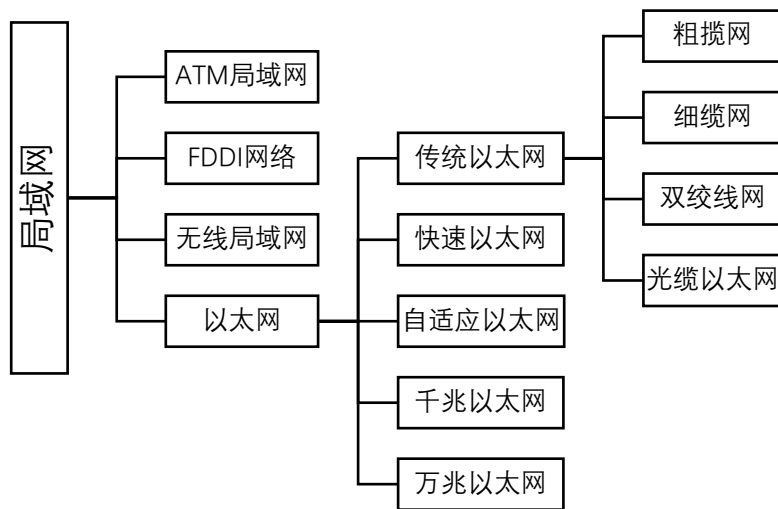 局域网
ATM局域网
FDDI网络
无线局域网
以太网
传统以太网
快速以太网
自适应以太网
千兆以太网
万兆以太网
粗揽网
细缆网
双绞线网
光缆以太网